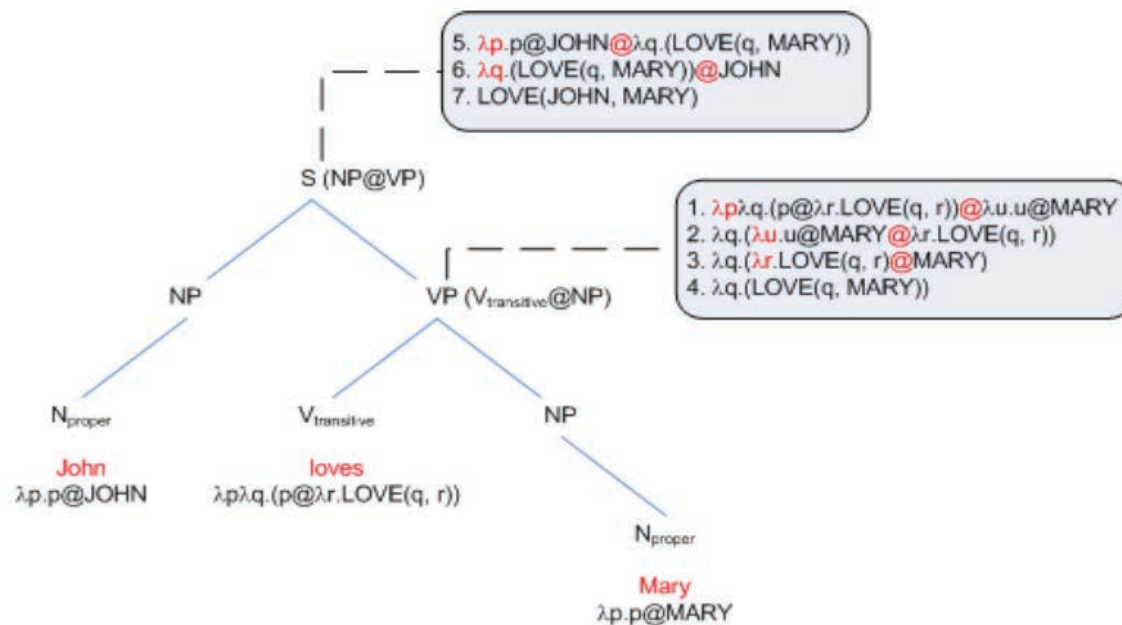 5. λp.p@JOHN@λq.(LOVE(q, MARY))
6. λq.(LOVE(q, MARY))@JOHN
7. LOVE(JOHN, MARY)
S (NP@VP)
1. λpλq.(p@λr.LOVE(q, r))@λu.u@MARY
2. λq.(λu.u@MARY@λr.LOVE(q, r))
3. λq.(λr.LOVE(q, r)@MARY)
4. λq.(LOVE(q, MARY))
NP
VP (Vtransitive@NP)
Nproper
Vtransitive
NP
John
loves
λp.p@JOHN
λpλq.(p@λr.LOVE(q, r))
Nproper
Mary
λp.p@MARY